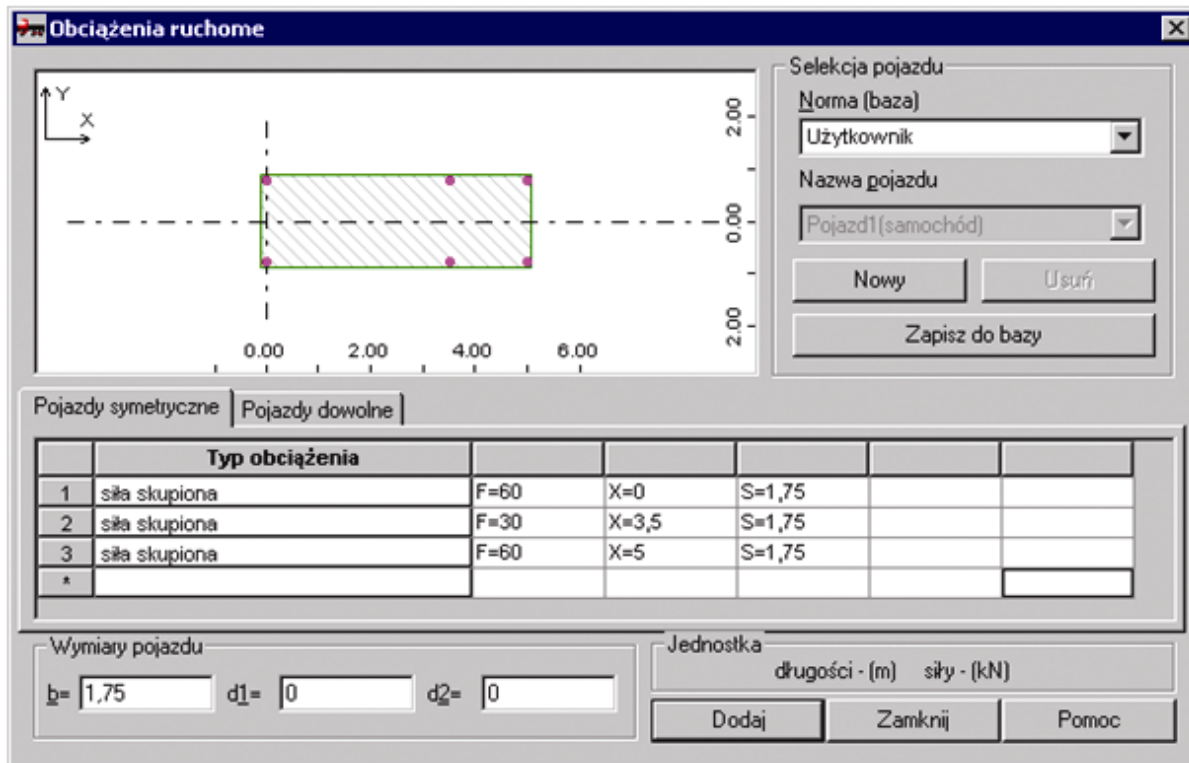 Obciążenia ruchome
Y
X
2.00
0.00
2.00
0.00 2.00 4.00 6.00
Selekcja pojazdu
Norma (baza)
Użytkownik
Nazwa pojazdu
Pojazd1(samochód)
Nowy Usuń
Zapisz do bazy
Pojazdy symetryczne Pojazdy dowolne
Typ obciążenia
1 siła skupiona F=60 X=0 S=1,75
2 siła skupiona F=30 X=3,5 S=1,75
3 siła skupiona F=60 X=5 S=1,75
*
Wymiary pojazdu
b= 1,75 d1= 0 d2= 0
Jednostka
długości - (m) siły - (kN)
Dodaj Zamknij Pomoc